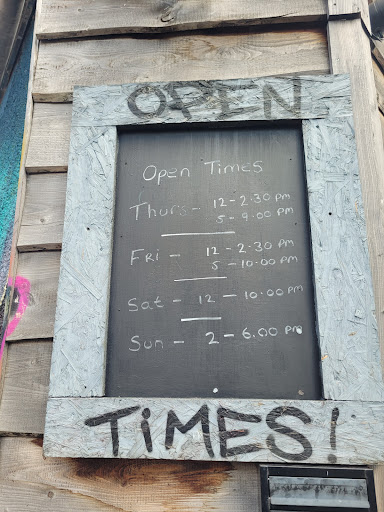 OPEN
Open Times
Thurs - 12 - 2.30 pm
5 - 9.00 pm
Fri - 12 - 2.30 Pm
5 - 10.00 pm
Sat - 12 - 10.00 pm
Sun - 2 - 6.00 pm
TiMES!